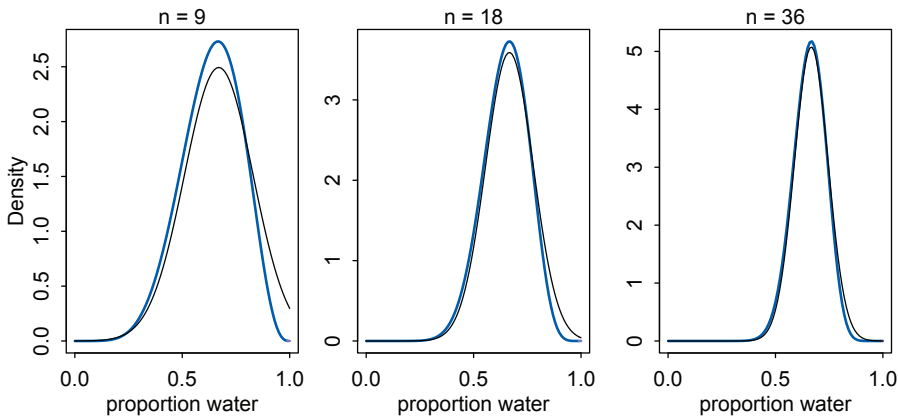 n = 9
n = 18
n = 36
Density
0.0
0.5
1.0
1.5
2.0
2.5
0.0 0.5 1.0
proportion water
0
1
2
3
0.0 0.5 1.0
proportion water
0
1
2
3
4
5
0.0 0.5 1.0
proportion water